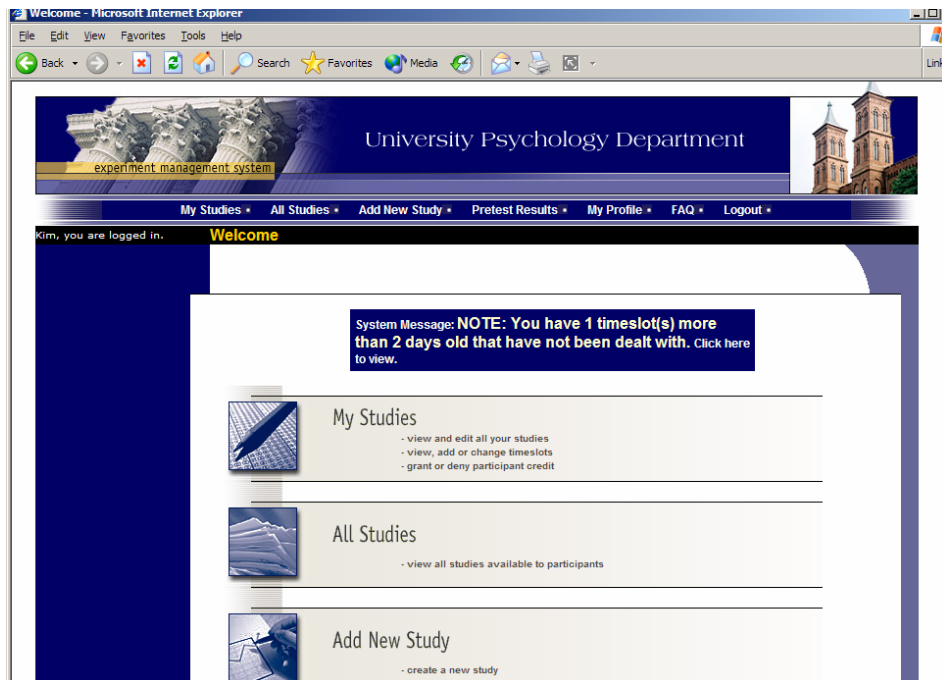 Welcome - Microsoft Internet Explorer
File Edit View Favorites Tools Help
Back Search Favorites Media
Link
University Psychology Department
experiment management system
My Studies All Studies Add New Study Pretest Results My Profile FAQ Logout
Kim, you are logged in. Welcome
System Message: NOTE: You have 1 timeslot(s) more
than 2 days old that have not been dealt with. Click here
to view.
My Studies
- view and edit all your studies
- view, add or change timeslots
- grant or deny participant credit
All Studies
- view all studies available to participants
Add New Study
- create a new study